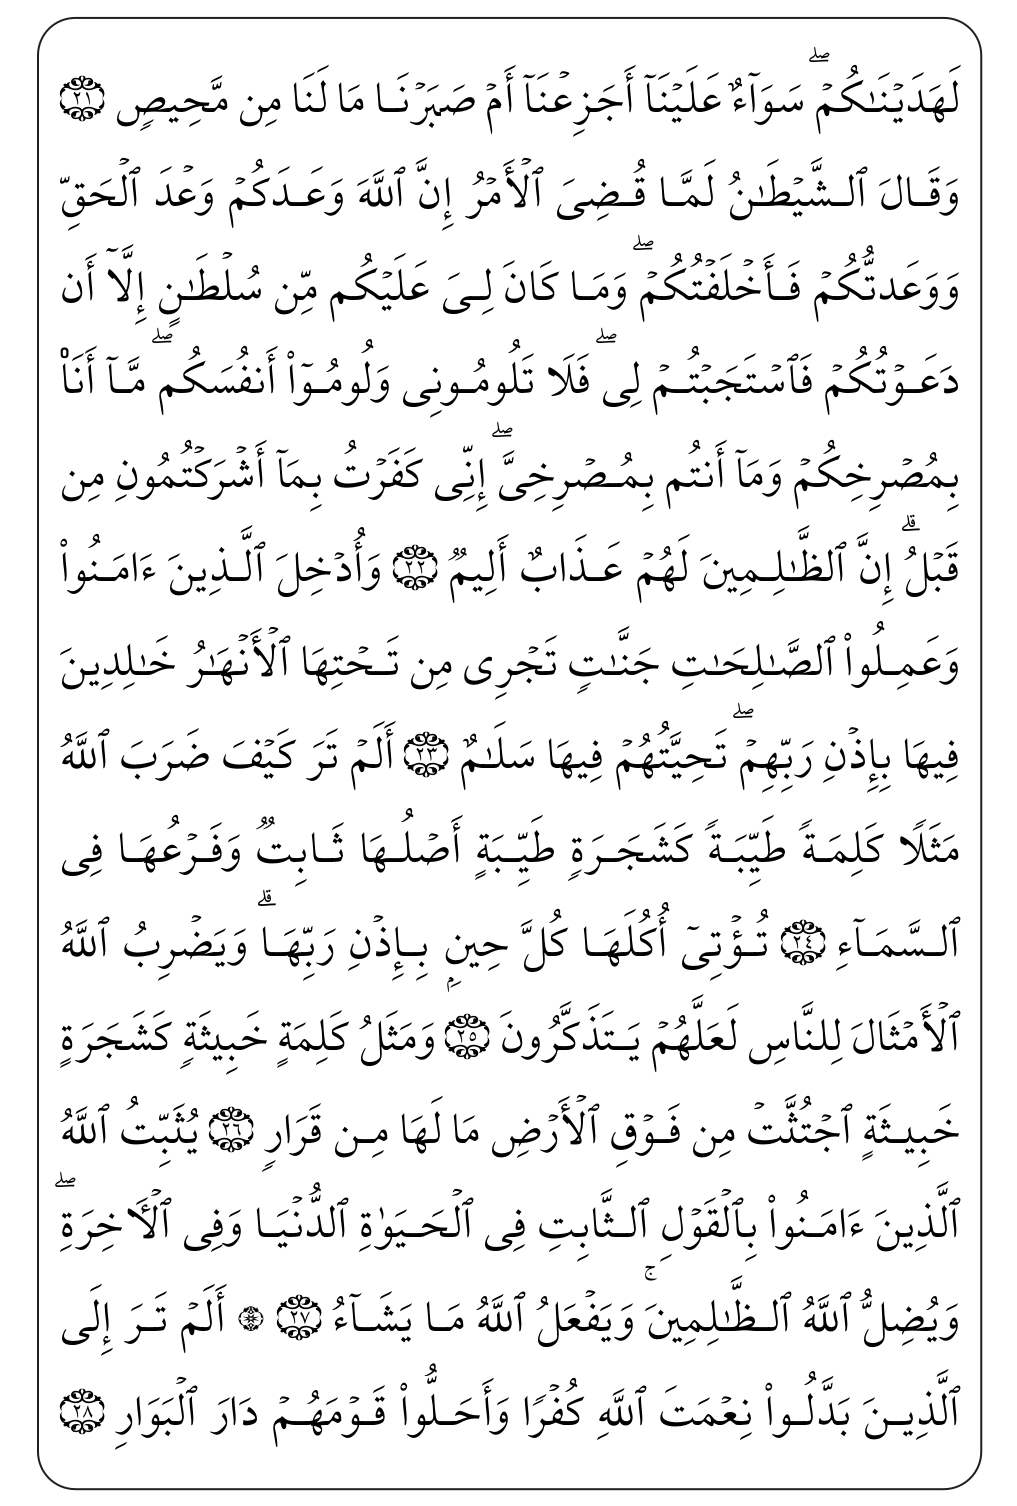 لَهَدَيْنَـٰكُمْ ۖ سَوَآءٌ عَلَيْنَآ أَجَزِعْنَآ أَمْ صَبَرْنَا مَا لَنَا مِن مَّحِيصٍ ٢١
وَقَالَ ٱلشَّيْطَـٰنُ لَمَّا قُضِىَ ٱلْأَمْرُ إِنَّ ٱللَّهَ وَعَدَكُمْ وَعْدَ ٱلْحَقِّ
وَوَعَدتُّكُمْ فَأَخْلَفْتُكُمْ ۖ وَمَا كَانَ لِىَ عَلَيْكُم مِّن سُلْطَـٰنٍ إِلَّآ أَن
دَعَوْتُكُمْ فَٱسْتَجَبْتُمْ لِى ۖ فَلَا تَلُومُونِى وَلُومُوٓا۟ أَنفُسَكُم ۖ مَّآ أَنَا۠
بِمُصْرِخِكُمْ وَمَآ أَنتُم بِمُصْرِخِىَّ ۖ إِنِّى كَفَرْتُ بِمَآ أَشْرَكْتُمُونِ مِن
قَبْلُ ۗ إِنَّ ٱلظَّـٰلِمِينَ لَهُمْ عَذَابٌ أَلِيمٌ ٢٢ وَأُدْخِلَ ٱلَّذِينَ ءَامَنُوا۟
وَعَمِلُوا۟ ٱلصَّـٰلِحَـٰتِ جَنَّـٰتٍ تَجْرِى مِن تَحْتِهَا ٱلْأَنْهَـٰرُ خَـٰلِدِينَ
فِيهَا بِإِذْنِ رَبِّهِمْ ۖ تَحِيَّتُهُمْ فِيهَا سَلَـٰمٌ ٢٣ أَلَمْ تَرَ كَيْفَ ضَرَبَ ٱللَّهُ
مَثَلًا كَلِمَةً طَيِّبَةً كَشَجَرَةٍ طَيِّبَةٍ أَصْلُهَا ثَابِتٌ وَفَرْعُهَا فِى
ٱلسَّمَآءِ ٢٤ تُؤْتِىٓ أُكُلَهَا كُلَّ حِينٍۭ بِإِذْنِ رَبِّهَا ۗ وَيَضْرِبُ ٱللَّهُ
ٱلْأَمْثَالَ لِلنَّاسِ لَعَلَّهُمْ يَتَذَكَّرُونَ ٢٥ وَمَثَلُ كَلِمَةٍ خَبِيثَةٍ كَشَجَرَةٍ
خَبِيثَةٍ ٱجْتُثَّتْ مِن فَوْقِ ٱلْأَرْضِ مَا لَهَا مِن قَرَارٍ ٢٦ يُثَبِّتُ ٱللَّهُ
ٱلَّذِينَ ءَامَنُوا۟ بِٱلْقَوْلِ ٱلثَّابِتِ فِى ٱلْحَيَوٰةِ ٱلدُّنْيَا وَفِى ٱلْـَٔاخِرَةِ ۖ
وَيُضِلُّ ٱللَّهُ ٱلظَّـٰلِمِينَ ۚ وَيَفْعَلُ ٱللَّهُ مَا يَشَآءُ ٢٧ ۞ أَلَمْ تَرَ إِلَى
ٱلَّذِينَ بَدَّلُوا۟ نِعْمَتَ ٱللَّهِ كُفْرًا وَأَحَلُّوا۟ قَوْمَهُمْ دَارَ ٱلْبَوَارِ ٢٨